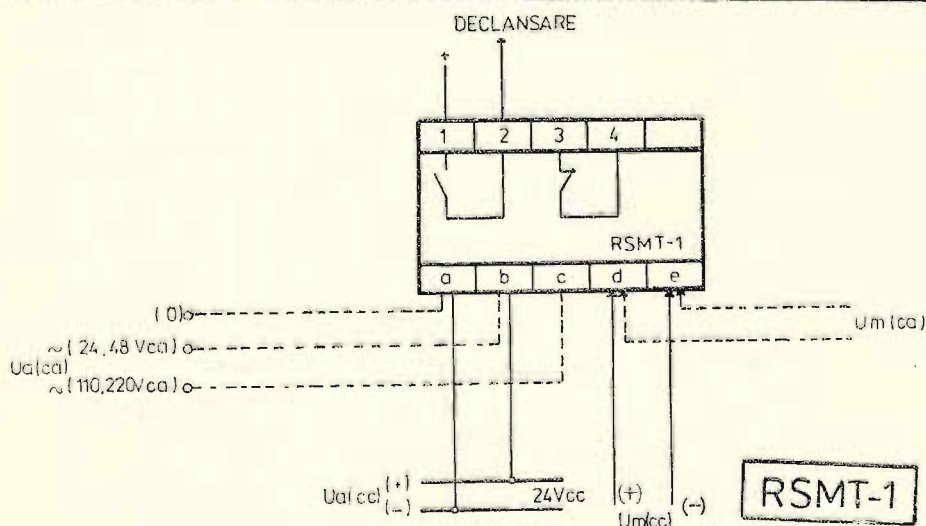 DECLANSARE
+
1 2 3 4
RSMT-1
a b c d e
(0)
~(24,48 Vca)
Ua(ca)
~(110,220Vca)
Um(ca)
Ua(cc) (+)
(-)
24Vcc
(+)
Um(cc)
(-)
RSMT-1